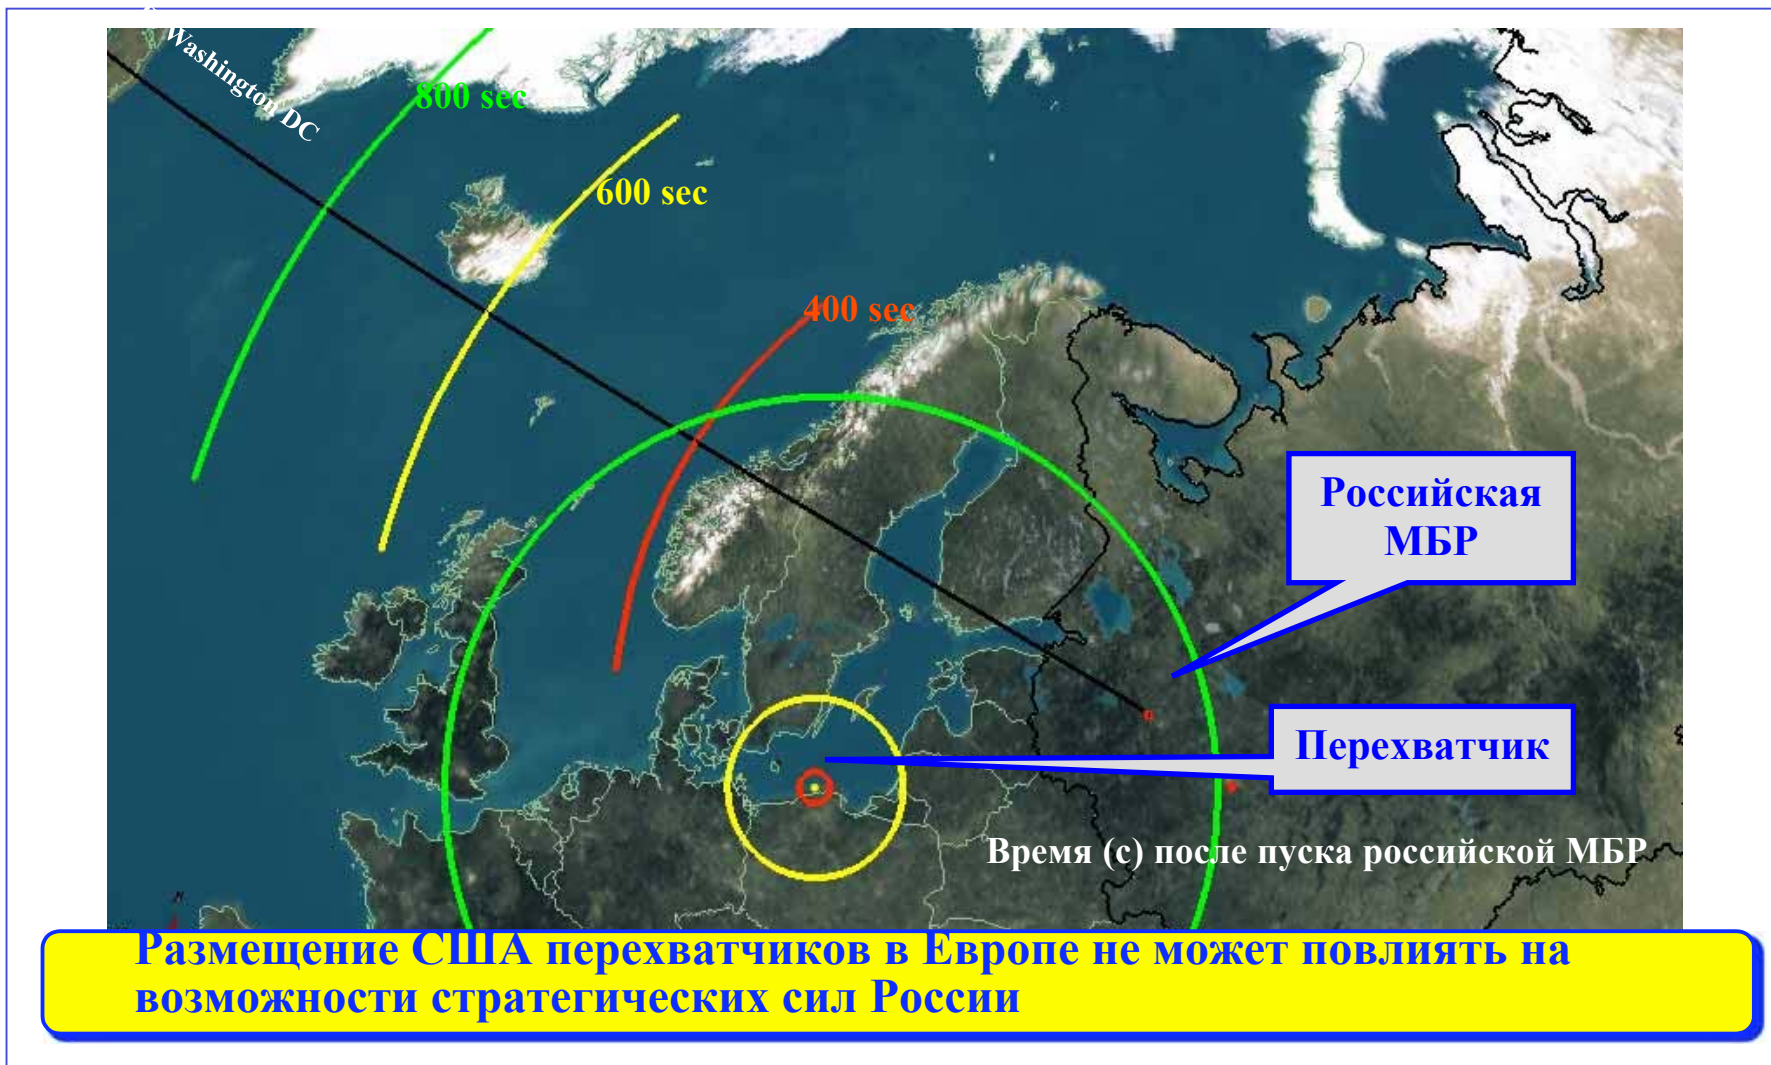 Washington DC
800 sec
600 sec
400 sec
Российская
МБР
Перехватчик
Время (с) после пуска российской МБР
Размещение США перехватчиков в Европе не может повлиять на
возможности стратегических сил России